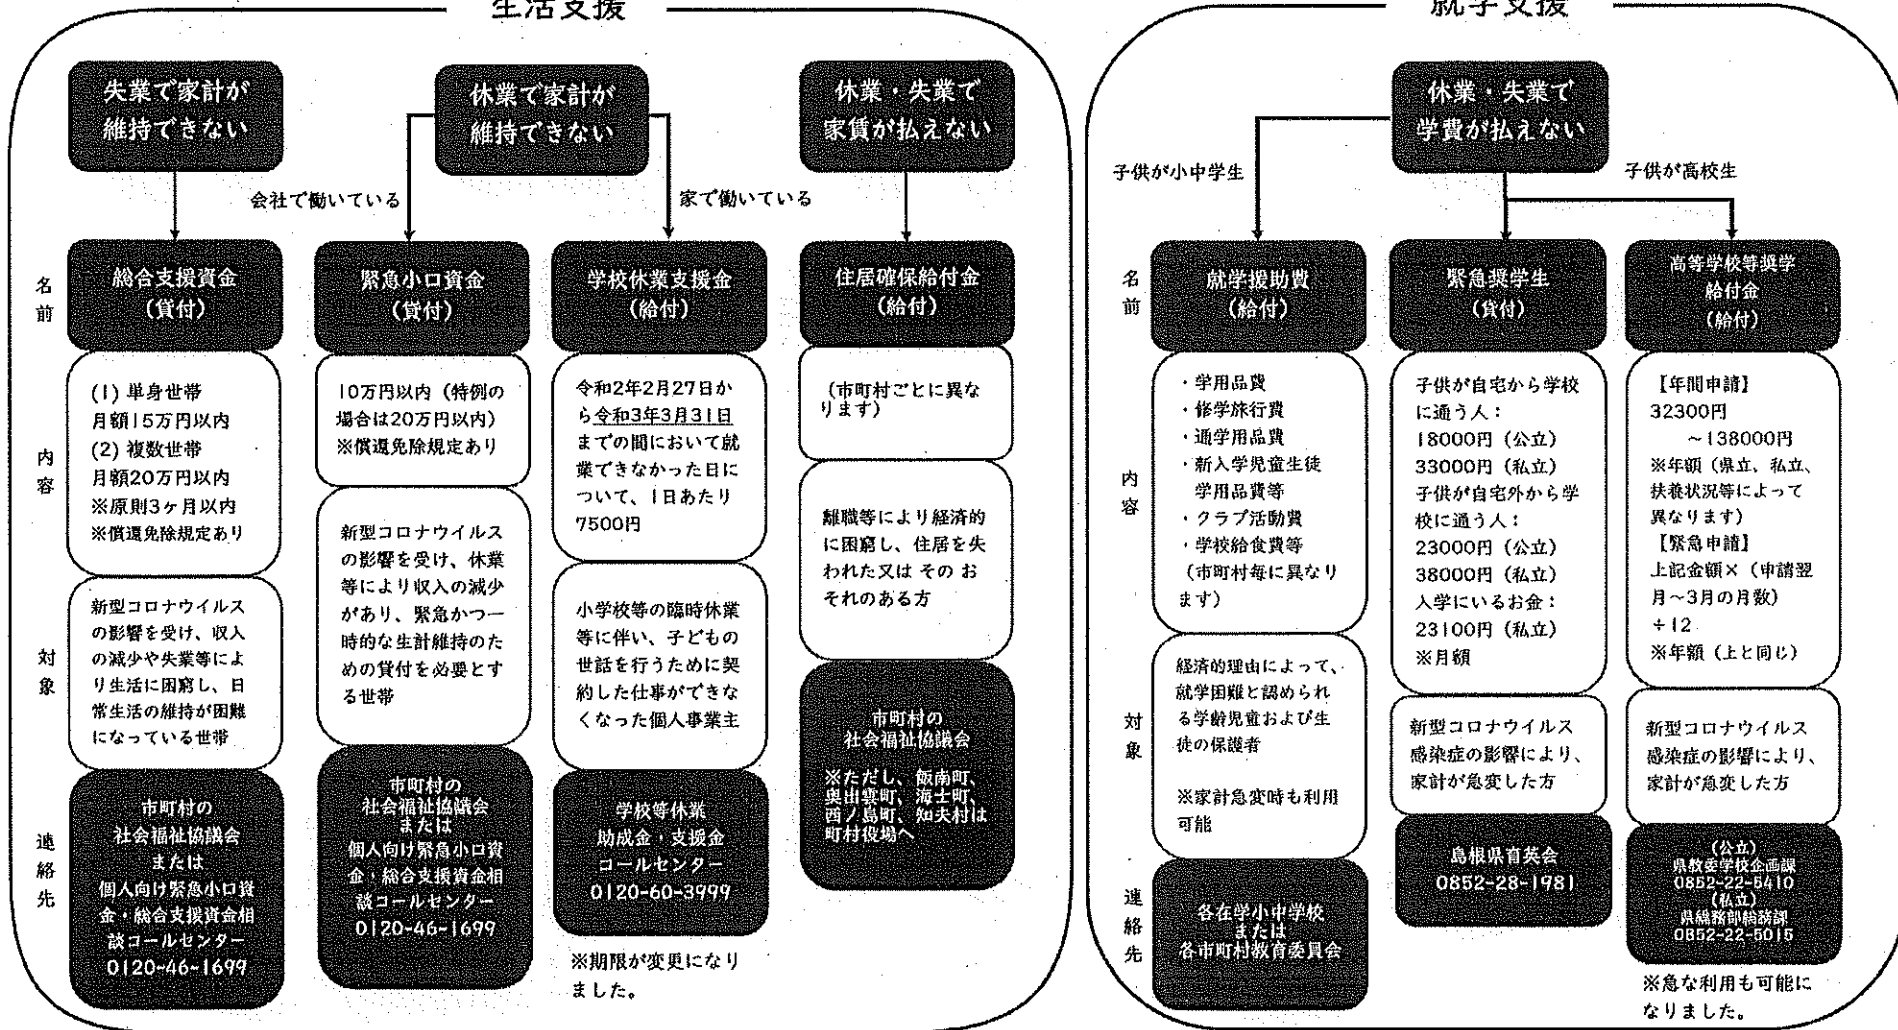 生活支援
失業で家計が
維持できない
休業で家計が
維持できない
休業・失業で
家賃が払えない
会社で働いている
家で働いている
名前
総合支援資金
(貸付)
緊急小口資金
(貸付)
学校休業支援金
(給付)
住居確保給付金
(給付)
内容
(1) 単身世帯
月額15万円以内
(2) 複数世帯
月額20万円以内
※原則3ヶ月以内
※償還免除規定あり
10万円以内（特例の
場合は20万円以内）
※償還免除規定あり
令和2年2月27日か
ら令和3年3月31日
までの間において就
業できなかった日に
ついて、1日あたり
7500円
（市町村ごとに異な
ります）
対象
新型コロナウイルス
の影響を受け、収入
の減少や失業等によ
り生活に困窮し、日
常生活の維持が困難
になっている世帯
新型コロナウイルス
の影響を受け、休業
等により収入の減少
があり、緊急かつ一
時的な生計維持のた
めの貸付を必要とす
る世帯
小学校等の臨時休業
等に伴い、子どもの
世話を行うために契
約した仕事ができな
くなった個人事業主
離職等により経済的
に困窮し、住居を失
われた又は その お
それのある方
連絡先
市町村の
社会福祉協議会
または
個人向け緊急小口資
金・総合支援資金相
談コールセンター
0120-46-1699
市町村の
社会福祉協議会
または
個人向け緊急小口資
金・総合支援資金相
談コールセンター
0120-46-1699
学校等休業
助成金・支援金
コールセンター
0120-60-3999
※期限が変更になり
ました。
市町村の
社会福祉協議会
※ただし、飯南町、
奥出雲町、海士町、
西ノ島町、知夫村は
町村役場へ
就学支援
休業・失業で
学費が払えない
子供が小中学生
子供が高校生
名前
就学援助費
(給付)
緊急奨学生
(貸付)
高等学校等奨学
給付金
(給付)
内容
・学用品費
・修学旅行費
・通学用品費
・新入学児童生徒
学用品費等
・クラブ活動費
・学校給食費等
（市町村毎に異なり
ます）
子供が自宅から学校
に通う人：
18000円（公立）
33000円（私立）
子供が自宅外から学
校に通う人：
23000円（公立）
38000円（私立）
入学にいるお金：
23100円（私立）
※月額
【年間申請】
32300円
～138000円
※年額（県立、私立、
扶養状況等によって
異なります）
【緊急申請】
上記金額×（申請翌
月～3月の月数）
÷12
※年額（上と同じ）
対象
経済的理由によって、
就学困難と認められ
る学齢児童および生
徒の保護者
※家計急変時も利用
可能
新型コロナウイルス
感染症の影響により、
家計が急変した方
新型コロナウイルス
感染症の影響により、
家計が急変した方
連絡先
各在学小中学校
または
各市町村教育委員会
島根県育英会
0852-28-1981
(公立)
県教委学校企画課
0852-22-5410
(私立)
県総務部総務課
0852-22-5015
※急な利用も可能に
なりました。